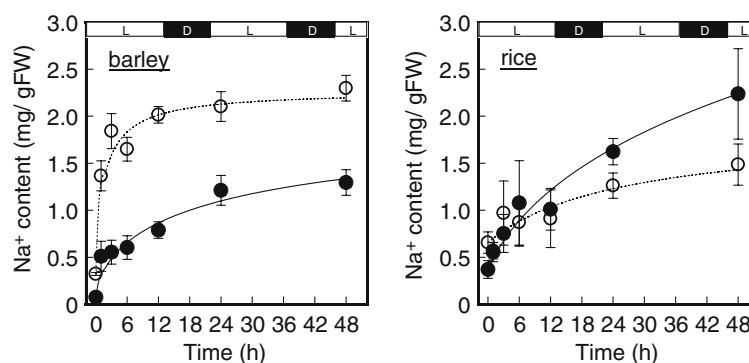 L D L D L
barley
Na⁺ content (mg/ gFW)
3.0
2.5
2.0
1.5
1.0
0.5
0
0 6 12 18 24 30 36 42 48
Time (h)
L D L D L
rice
Na⁺ content (mg/ gFW)
3.0
2.5
2.0
1.5
1.0
0.5
0
0 6 12 18 24 30 36 42 48
Time (h)